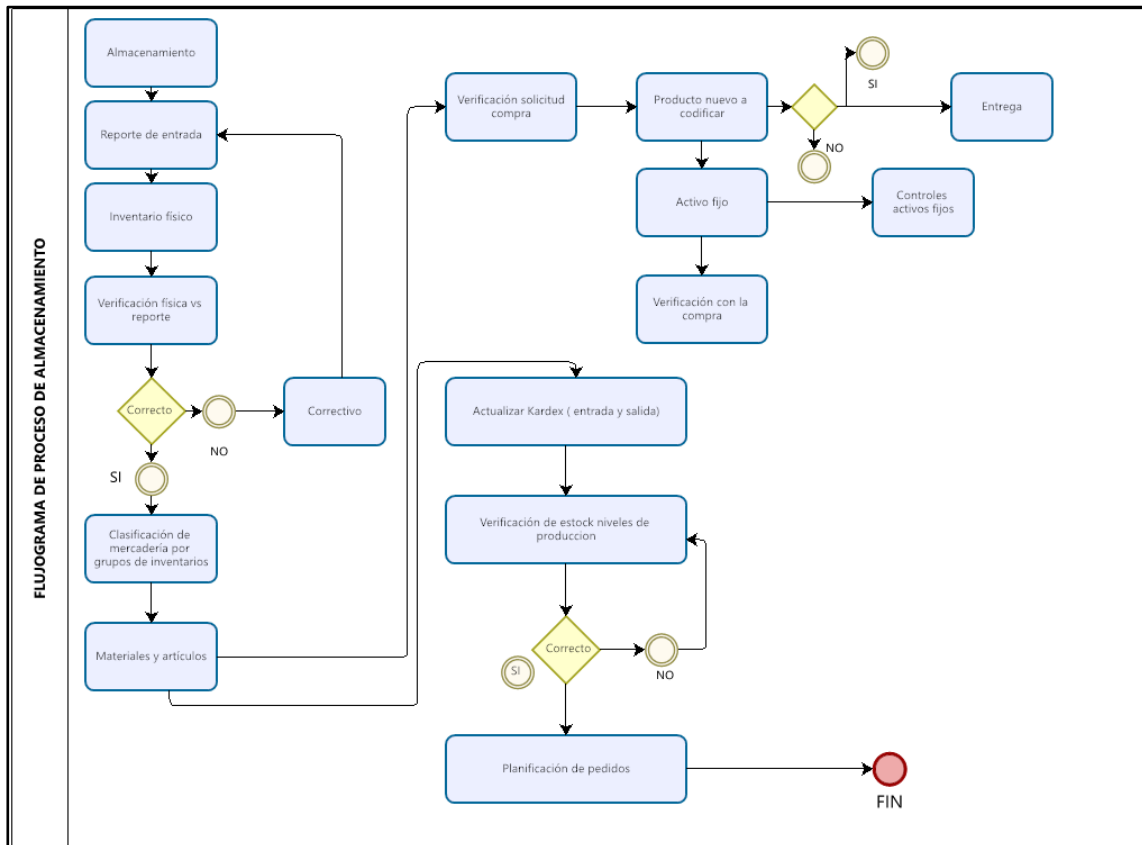 FLUJOGRAMA DE PROCESO DE ALMACENAMIENTO
Almacenamiento
Reporte de entrada
Inventario físico
Verificación física vs
reporte
Correcto
NO
Correctivo
SI
Clasificación de
mercadería por
grupos de inventarios
Materiales y artículos
Verificación solicitud
compra
Producto nuevo a
codificar
SI
NO
Entrega
Activo fijo
Controles
activos fijos
Verificación con la
compra
Actualizar Kardex ( entrada y salida)
Verificación de estock niveles de
produccion
Correcto
SI
NO
Planificación de pedidos
FIN